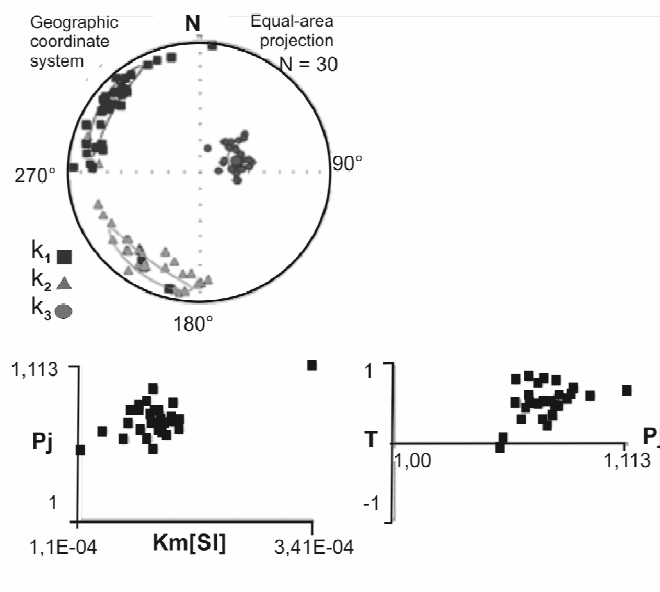 Geographic
coordinate
system
N
Equal-area
projection
N = 30
270°
90°
180°
k1
k2
k3
1,113
Pj
1
1,1E-04
Km[SI]
3,41E-04
1
T
-1
1,00
1,113
Pj